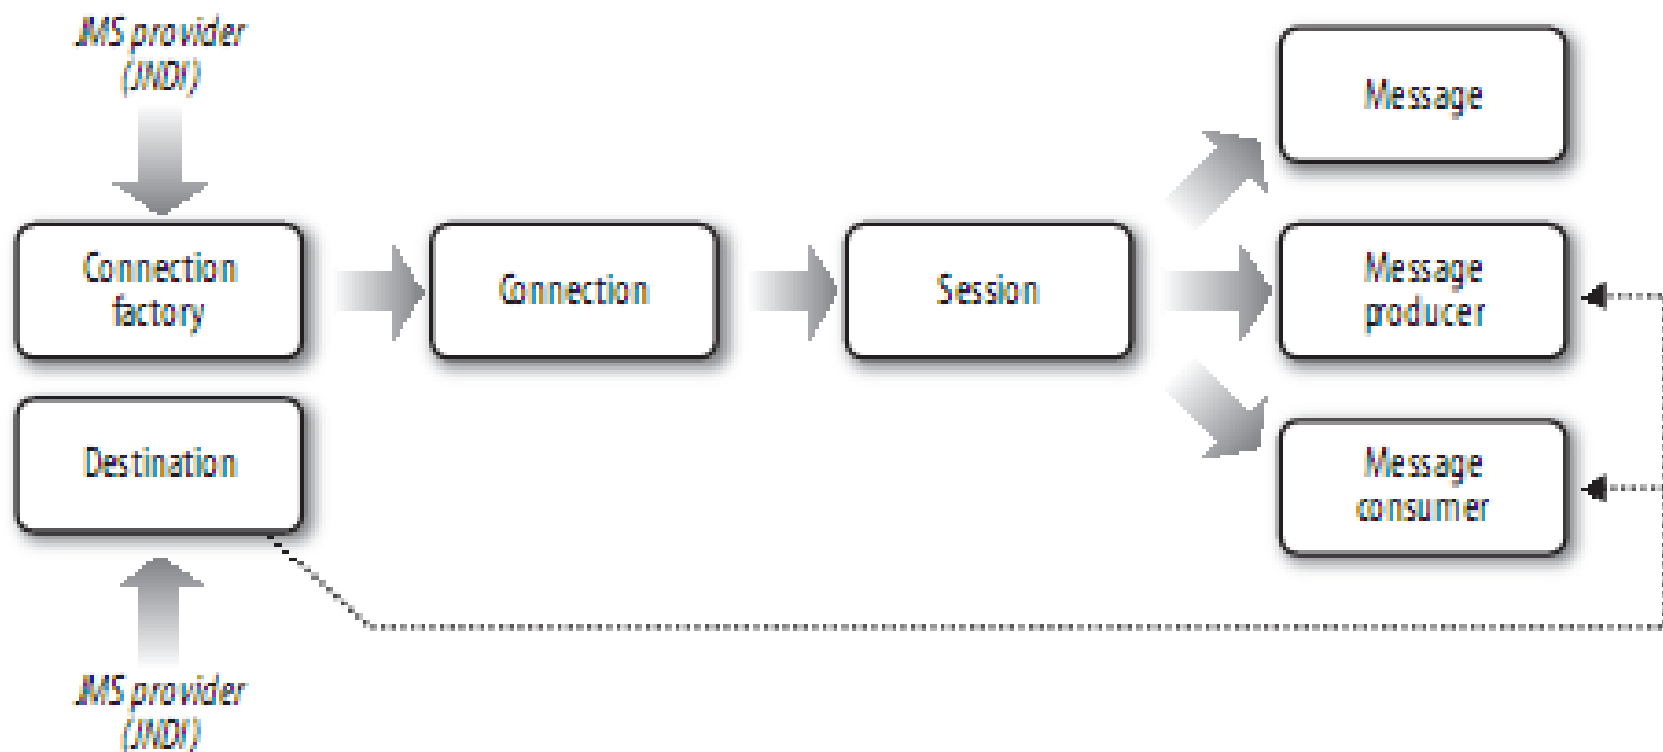 JMS provider
(JNDI)
Message
Connection
factory
Connection
Session
Message
producer
Destination
Message
consumer
JMS provider
(JNDI)